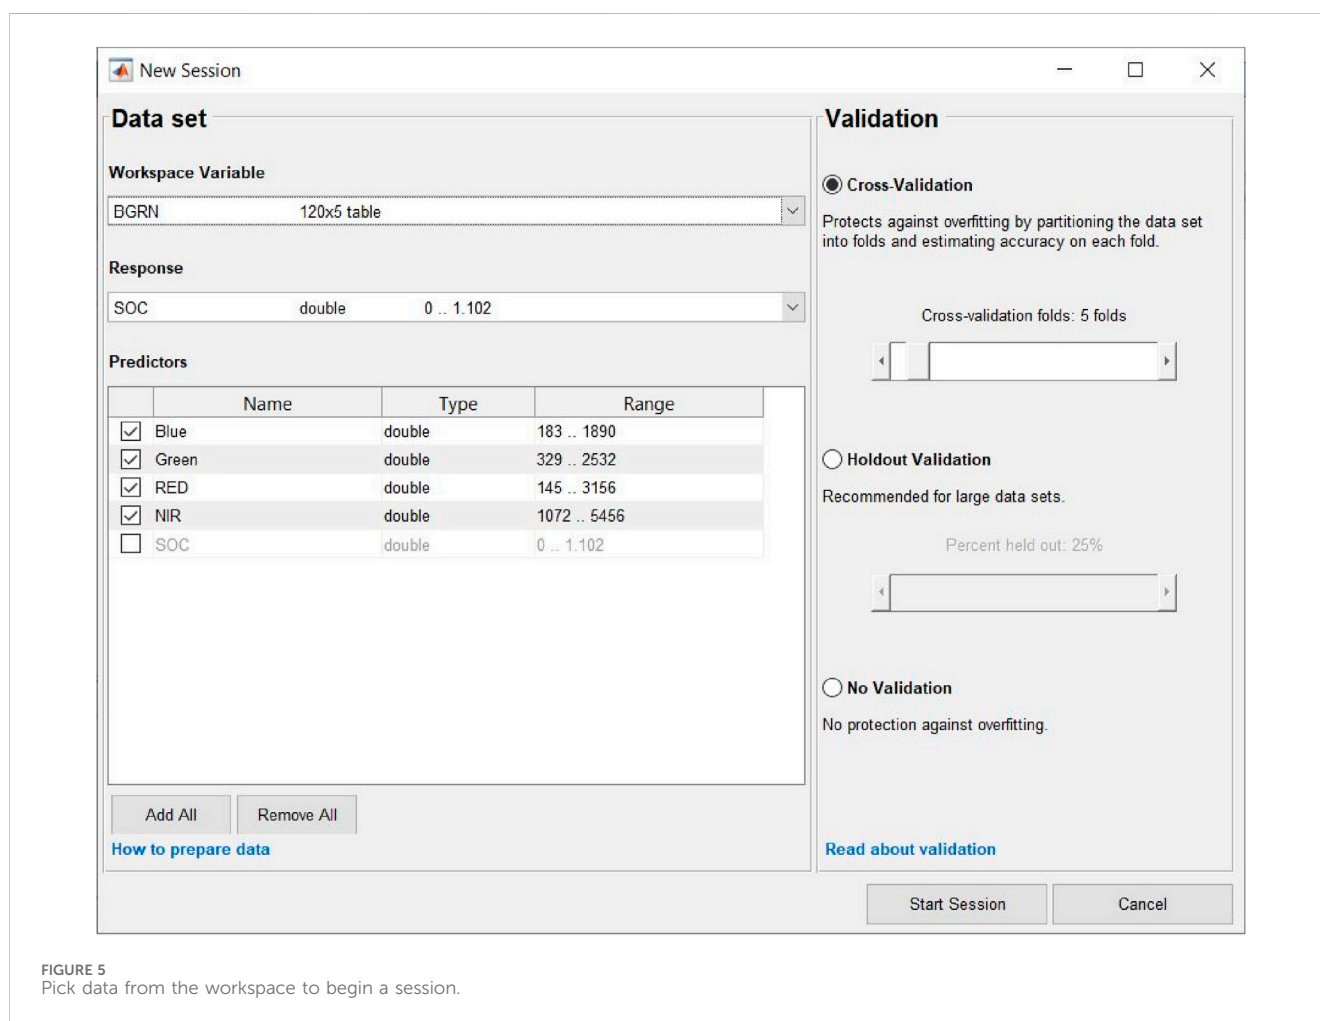 New Session
Data set
Workspace Variable
BGRN 120x5 table
Response
SOC double 0 .. 1.102
Predictors
Name Type Range
Blue double 183 .. 1890
Green double 329 .. 2532
RED double 145 .. 3156
NIR double 1072 .. 5456
SOC double 0 .. 1.102
Add All Remove All
How to prepare data
Validation
Cross-Validation
Protects against overfitting by partitioning the data set
into folds and estimating accuracy on each fold.
Cross-validation folds: 5 folds
Holdout Validation
Recommended for large data sets.
Percent held out: 25%
No Validation
No protection against overfitting.
Read about validation
Start Session Cancel
FIGURE 5
Pick data from the workspace to begin a session.